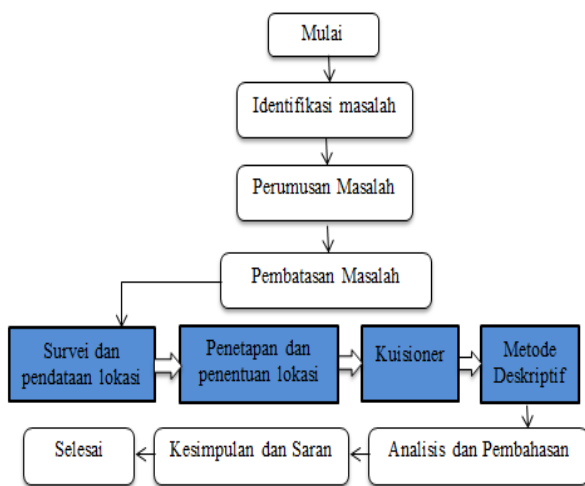 Mulai
Identifikasi masalah
Perumusan Masalah
Pembatasan Masalah
Survei dan
pendataan lokasi
Penetapan dan
penentuan lokasi
Kuisioner
Metode
Deskriptif
Analisis dan Pembahasan
Kesimpulan dan Saran
Selesai